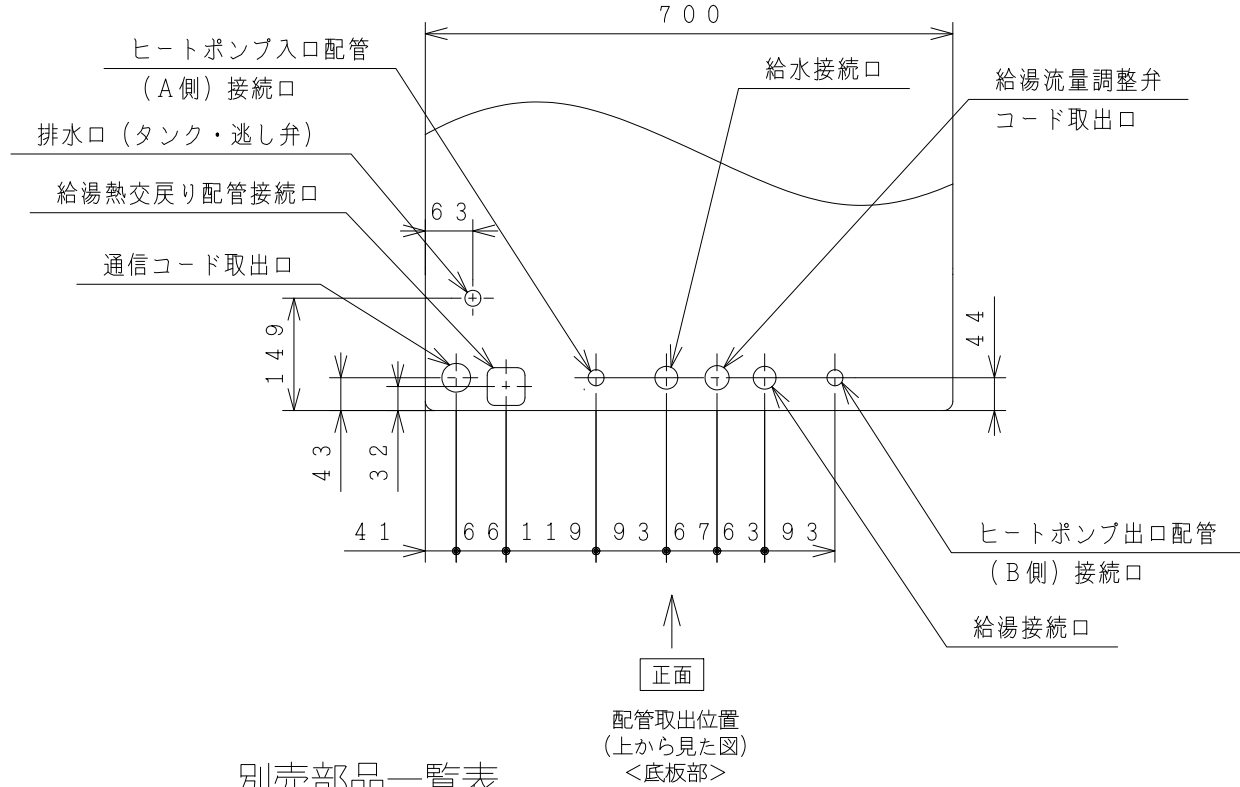 ７００
ヒートポンプ入口配管
（Ａ側）接続口
給水接続口
給湯流量調整弁
コード取出口
排水口（タンク・逃し弁）
給湯熱交戻り配管接続口
６３
通信コード取出口
１４９
４４
４３
３２
４１
６６
１１９
９３
６７
６３
９３
ヒートポンプ出口配管
（Ｂ側）接続口
給湯接続口
正面
配管取出位置
(上から見た図)
＜底板部＞
別売部品一覧表